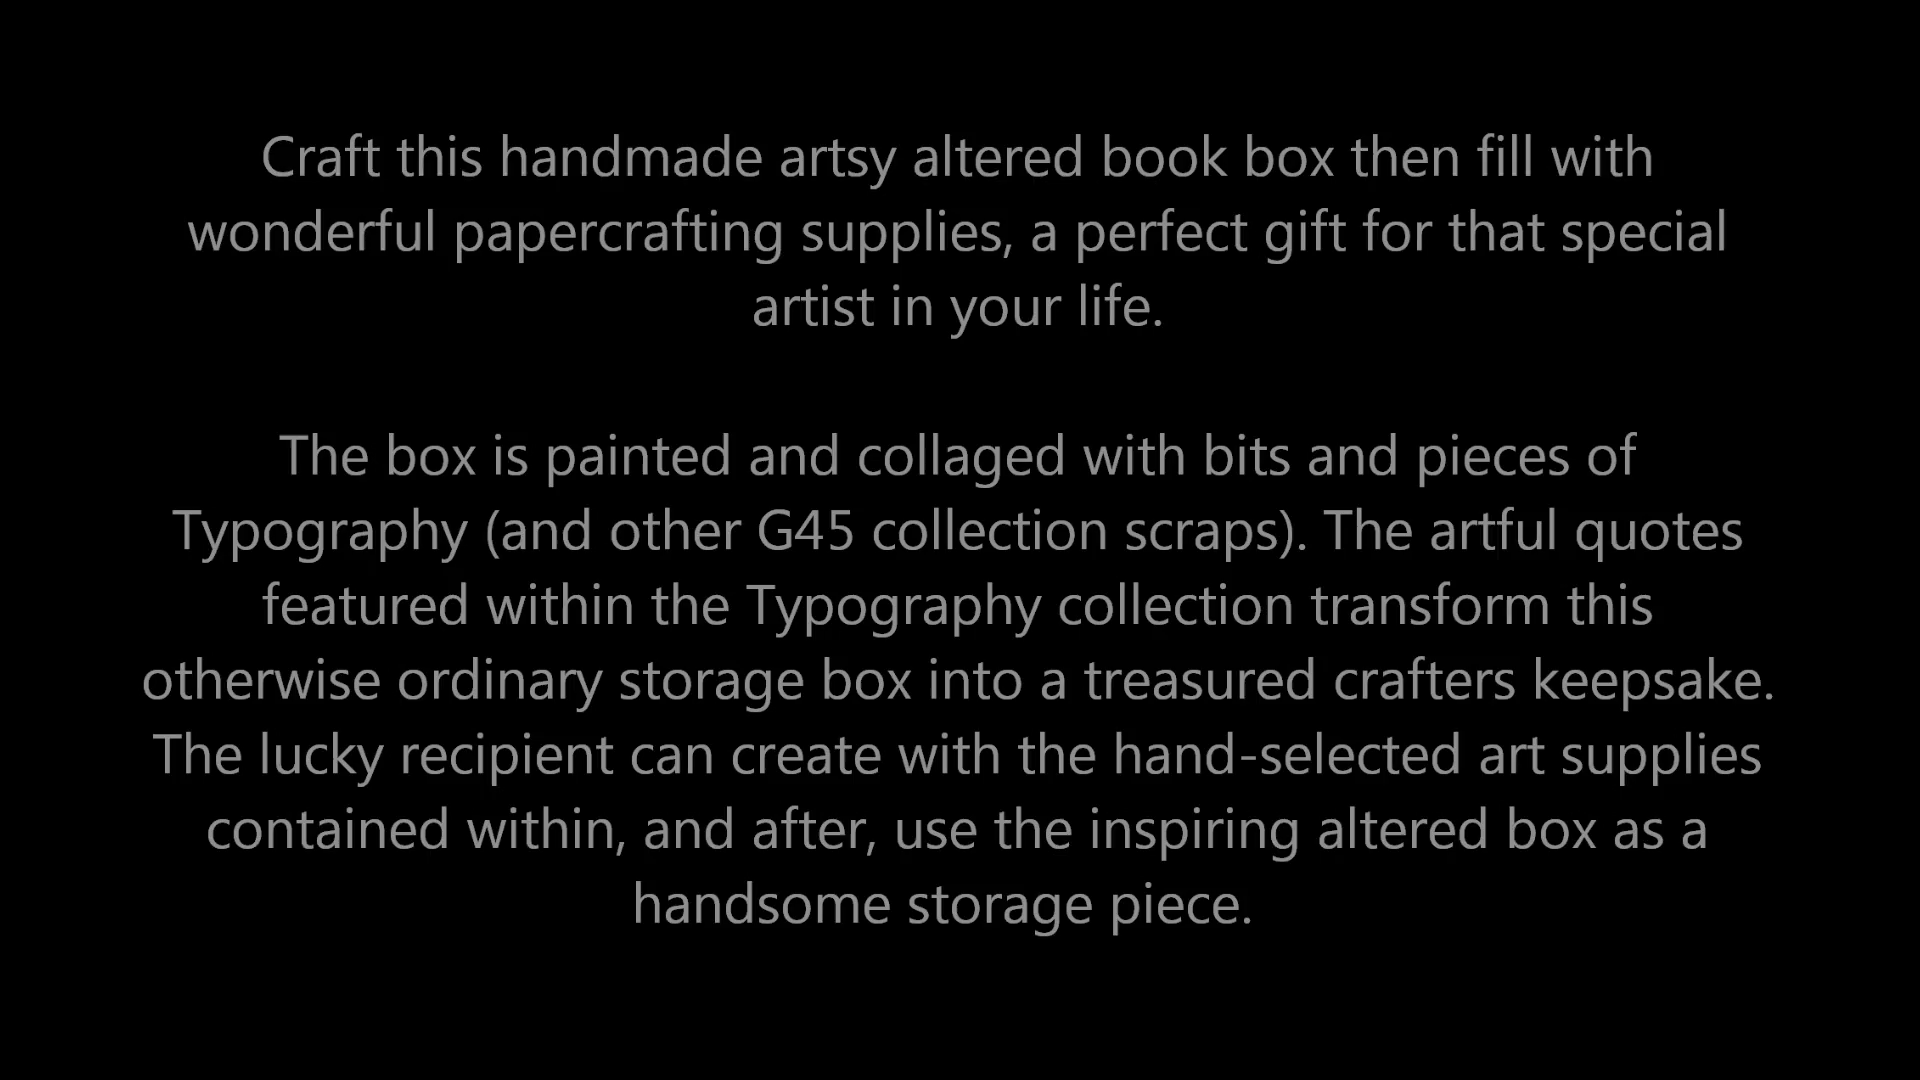 Craft this handmade artsy altered book box then fill with
wonderful papercrafting supplies, a perfect gift for that special
artist in your life.
The box is painted and collaged with bits and pieces of
Typography (and other G45 collection scraps). The artful quotes
featured within the Typography collection transform this
otherwise ordinary storage box into a treasured crafters keepsake.
The lucky recipient can create with the hand-selected art supplies
contained within, and after, use the inspiring altered box as a
handsome storage piece.